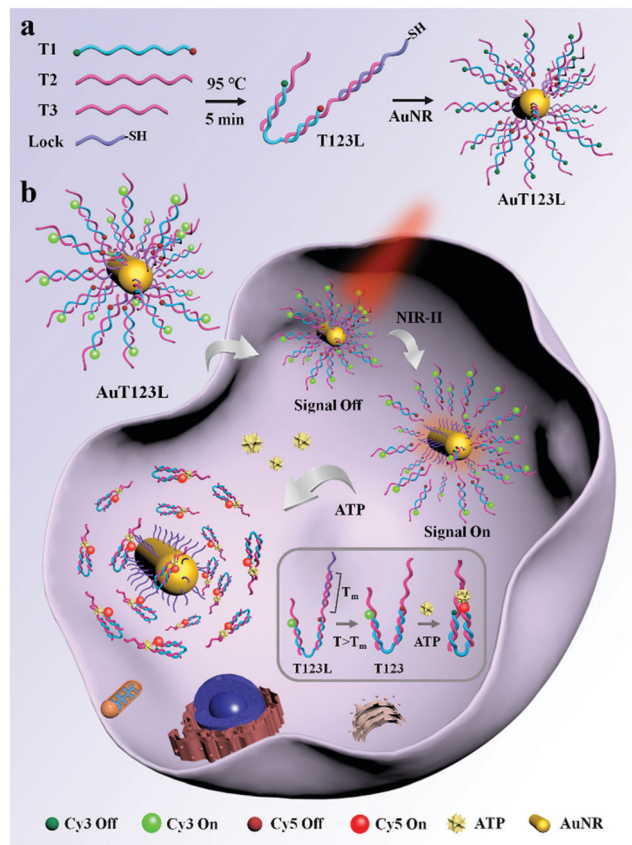 a
T1
T2
T3
Lock
-SH
95 °C
5 min
-SH
T123L
AuNR
AuT123L
b
AuT123L
NIR-II
Signal Off
Signal On
ATP
Tm
T>Tm
ATP
T123L
T123
Cy3 Off
Cy3 On
Cy5 Off
Cy5 On
ATP
AuNR